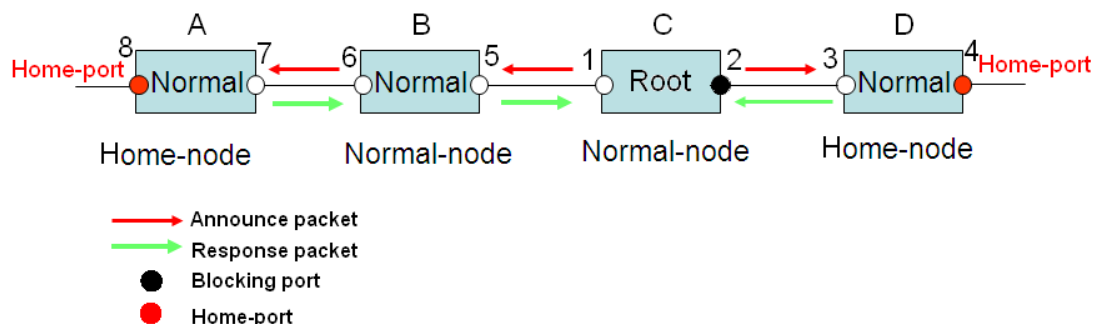 A B C D
8 7 6 5 1 2 3 4
Home-port Normal Normal Root Normal Home-port
Home-node Normal-node Normal-node Home-node
Announce packet
Response packet
Blocking port
Home-port